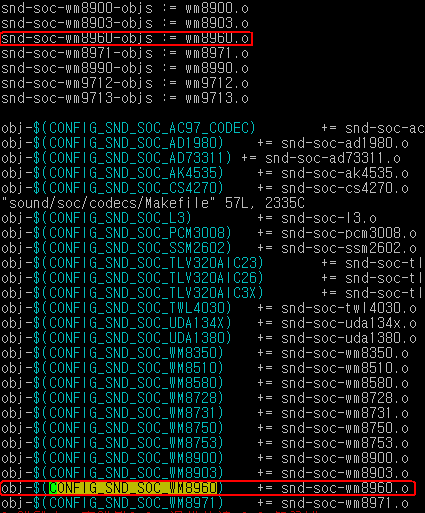 snd-soc-wm8900-objs := wm8900.o
snd-soc-wm8903-objs := wm8903.o
snd-soc-wm8960-objs := wm8960.o
snd-soc-wm8971-objs := wm8971.o
snd-soc-wm8990-objs := wm8990.o
snd-soc-wm9712-objs := wm9712.o
snd-soc-wm9713-objs := wm9713.o
obj-$(CONFIG_SND_SOC_AC97_CODEC) += snd-soc-ac
obj-$(CONFIG_SND_SOC_AD1980) += snd-soc-ad1980.o
obj-$(CONFIG_SND_SOC_AD73311) += snd-soc-ad73311.o
obj-$(CONFIG_SND_SOC_AK4535) += snd-soc-ak4535.o
obj-$(CONFIG_SND_SOC_CS4270) += snd-soc-cs4270.o
"sound/soc/codecs/Makefile" 57L, 2335C
obj-$(CONFIG_SND_SOC_L3) += snd-soc-l3.o
obj-$(CONFIG_SND_SOC_PCM3008) += snd-soc-pcm3008.o
obj-$(CONFIG_SND_SOC_SSM2602) += snd-soc-ssm2602.o
obj-$(CONFIG_SND_SOC_TLV320AIC23) += snd-soc-tl
obj-$(CONFIG_SND_SOC_TLV320AIC26) += snd-soc-tl
obj-$(CONFIG_SND_SOC_TLV320AIC3X) += snd-soc-tl
obj-$(CONFIG_SND_SOC_TWL4030) += snd-soc-twl4030.o
obj-$(CONFIG_SND_SOC_UDA134X) += snd-soc-uda134x.o
obj-$(CONFIG_SND_SOC_UDA1380) += snd-soc-uda1380.o
obj-$(CONFIG_SND_SOC_WM8350) += snd-soc-wm8350.o
obj-$(CONFIG_SND_SOC_WM8510) += snd-soc-wm8510.o
obj-$(CONFIG_SND_SOC_WM8580) += snd-soc-wm8580.o
obj-$(CONFIG_SND_SOC_WM8728) += snd-soc-wm8728.o
obj-$(CONFIG_SND_SOC_WM8731) += snd-soc-wm8731.o
obj-$(CONFIG_SND_SOC_WM8750) += snd-soc-wm8750.o
obj-$(CONFIG_SND_SOC_WM8753) += snd-soc-wm8753.o
obj-$(CONFIG_SND_SOC_WM8900) += snd-soc-wm8900.o
obj-$(CONFIG_SND_SOC_WM8903) += snd-soc-wm8903.o
obj-$(CONFIG_SND_SOC_WM8960) += snd-soc-wm8960.o
obj-$(CONFIG_SND_SOC_WM8971) += snd-soc-wm8971.o